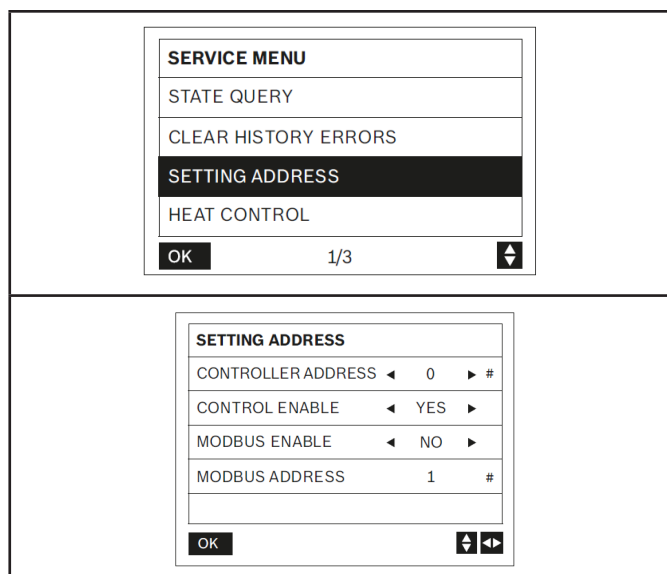 SERVICE MENU
STATE QUERY
CLEAR HISTORY ERRORS
SETTING ADDRESS
HEAT CONTROL
OK 1/3
SETTING ADDRESS
CONTROLLER ADDRESS ◄ 0 ► #
CONTROL ENABLE ◄ YES ►
MODBUS ENABLE ◄ NO ►
MODBUS ADDRESS 1 #
OK